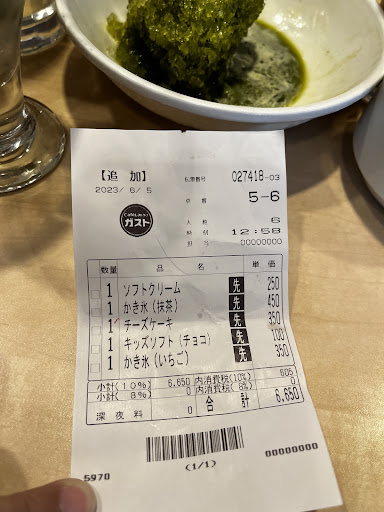 【追 加】 伝票番号 027418-03
2023/ 6/ 5
卓番 5-6
ガスト
人数 6
時刻 12:58
担当 00000000
数量 品 名 単価
1 ソフトクリーム 先 250
1 かき氷(抹茶) 先 450
1 チーズケーキ 先 350
1 キッズソフト(チョコ) 先 100
1 かき氷(いちご) 先 350
小計(10%) 6,650 内消費税(10%) 605
小計( 8%) 0 内消費税( 8%) 0
深夜料 0 合 計 6,650
(1/1)
5970 00000000